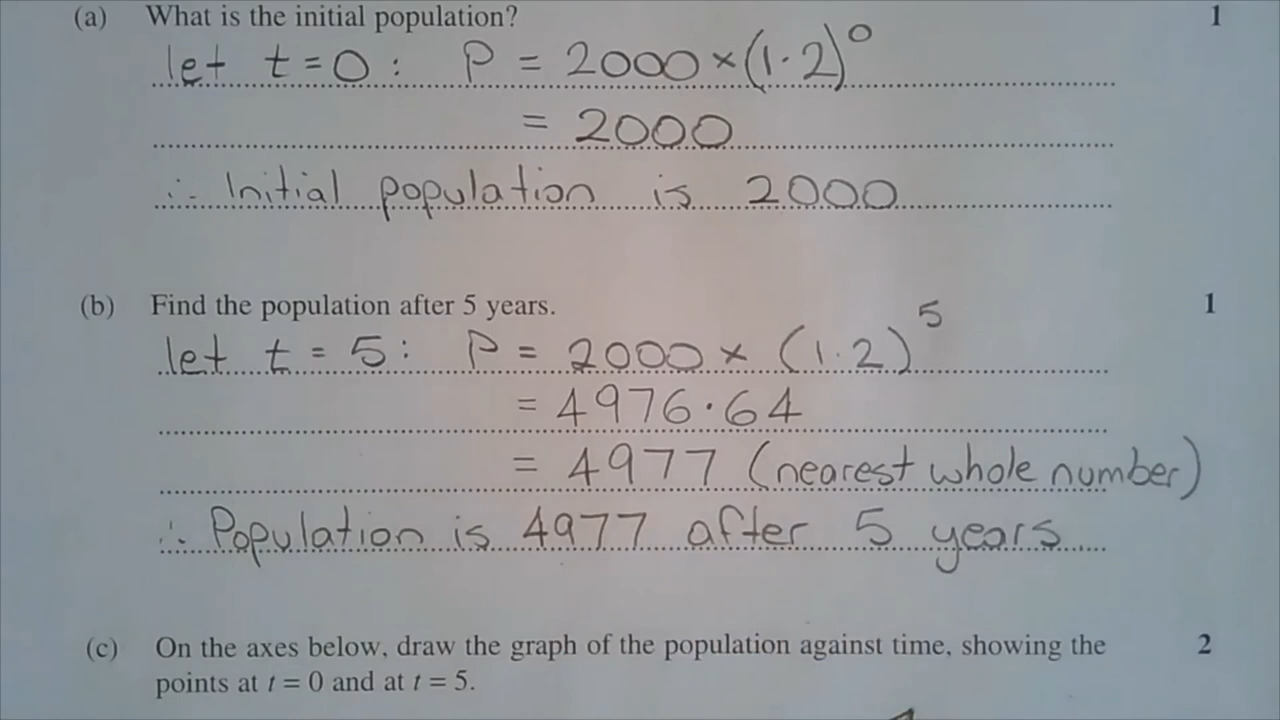 (a) What is the initial population? 1
let t = 0 : P = 2000 × (1·2)⁰
= 2000
∴ Initial population is 2000
(b) Find the population after 5 years. 1
let t = 5 : P = 2000 × (1·2)⁵
= 4976·64
= 4977 (nearest whole number)
∴ Population is 4977 after 5 years
(c) On the axes below, draw the graph of the population against time, showing the 2
points at t = 0 and at t = 5.